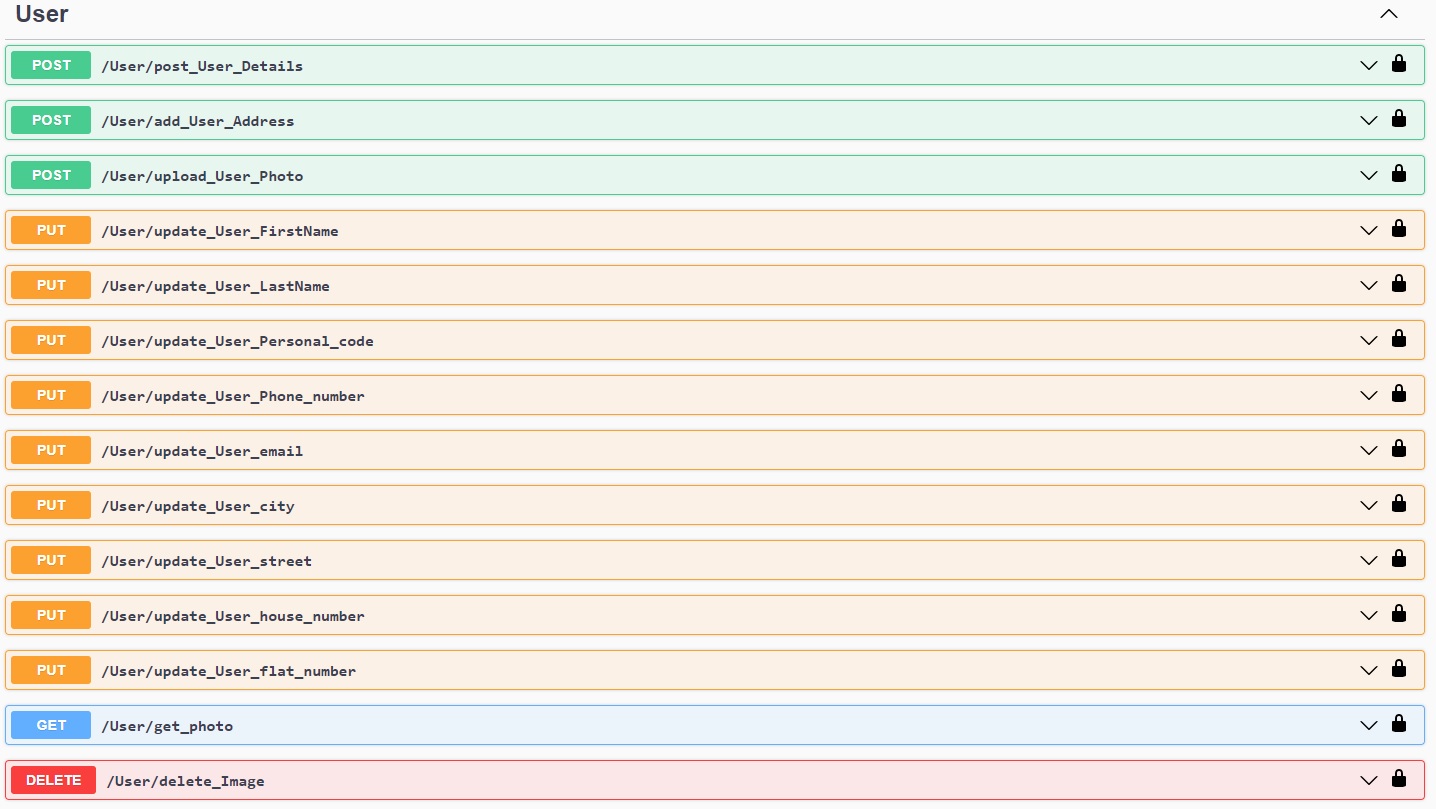 User
POST /User/post_User_Details
POST /User/add_User_Address
POST /User/upload_User_Photo
PUT /User/update_User_FirstName
PUT /User/update_User_LastName
PUT /User/update_User_Personal_code
PUT /User/update_User_Phone_number
PUT /User/update_User_email
PUT /User/update_User_city
PUT /User/update_User_street
PUT /User/update_User_house_number
PUT /User/update_User_flat_number
GET /User/get_photo
DELETE /User/delete_Image